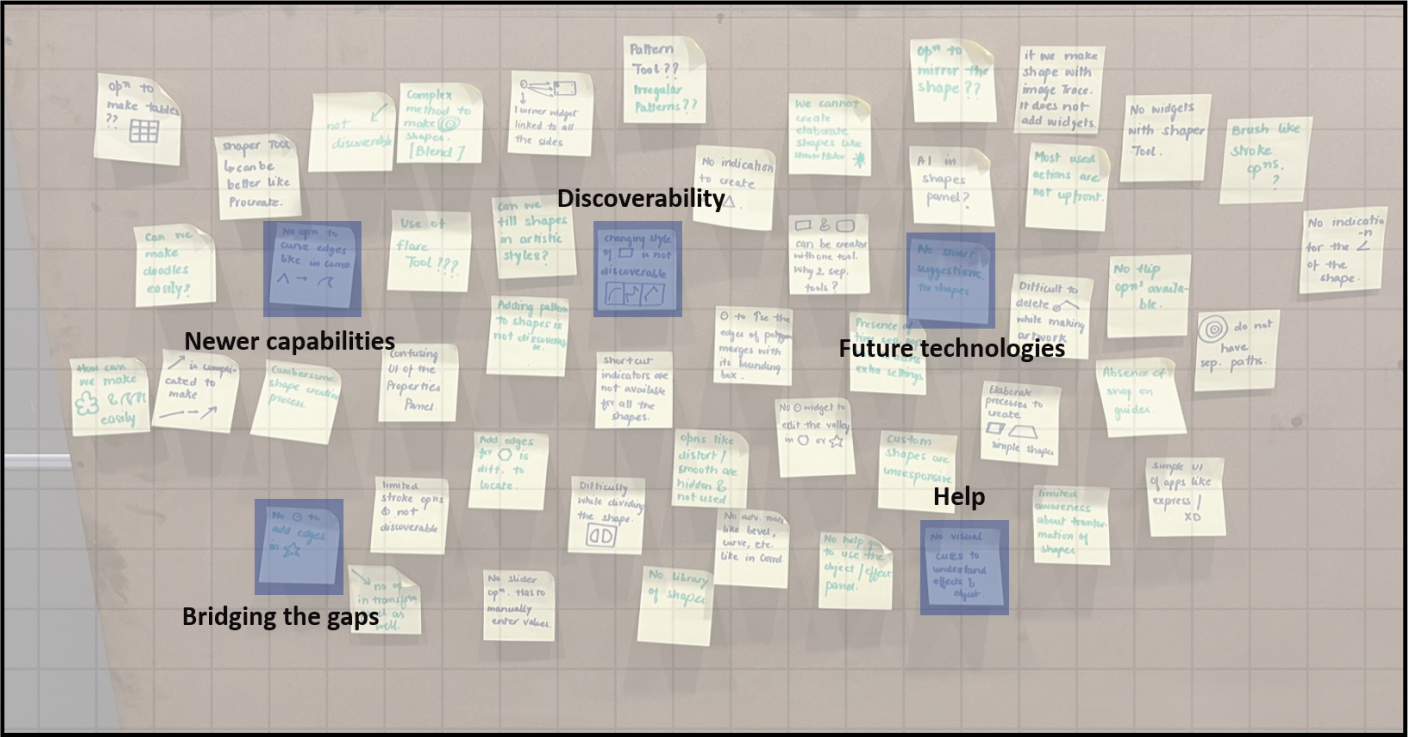 opⁿ to
make tables
??
shaper Tool
↳ can be
better like
Procreate.
not
discoverable
Complex
method to
make
shapes.
[Blend]
1 corner widget
linked to all
the sides
Pattern
Tool ??
Irregular
Patterns??
No indication
to create
We cannot
create
elaborate
shapes like
opⁿ to
mirror the
shape ??
if we make
shape with
image Trace.
it does not
add widgets.
AI in
shapes
panel?
Most used
actions are
not upfront.
No widgets
with shaper
Tool.
Brush like
stroke
opⁿs.
?
No indicatio
-n
for the ∠
of the
shape.
Discoverability
Can we
make
doodles
easily?
No opⁿ to
curve edges
like in
Use of
flare
Tool ???
Can we
fill shapes
in artistic
styles?
changing style
of □ is not
discoverable
can be created
with one tool.
Why 2 sep.
tools?
No smart
suggestions
for shapes
Difficult to
delete
while making
artwork
No flip
opⁿˢ availa-
ble.
do not
have
sep. paths.
Newer capabilities
Future technologies
Adding pattern
to shapes is
not discovera
be.
to ↑se the
edges of polygon
merges with
its bounding
box.
Presence of
extra settings
How can
we make
easily
is compli-
cated to
make
Cumbersome
shape creation
process.
Confusing
UI of the
Properties
Panel.
shortcut
indicators are
not available
for all the
shapes.
No widget to
edit the valley
in ⬡ or ☆
Elaborate
processes to
create
simple shapes
Absence of
snap on
guides.
Add edges
for ⬡ is
diff. to
locate.
opⁿs like
distort /
smooth are
hidden &
not used
Custom
shapes are
unresponsive
simple UI
of apps like
express /
XD
Help
limited
stroke opⁿs
& not
discoverable
Difficulty
while dividing
the shape.
limited
awareness
about transfor-
mation of
shapes
No to
add edges
in ☆
No adv. tools
like bevel,
curve, etc.
like in Corel
No help
to use the
object / effect
panel.
No visual
cues to
understand
effects &
object
Bridging the gaps
no opⁿ
in transform
as
well.
No slider
opⁿ. Has to
manually
enter values
No library
of shapes